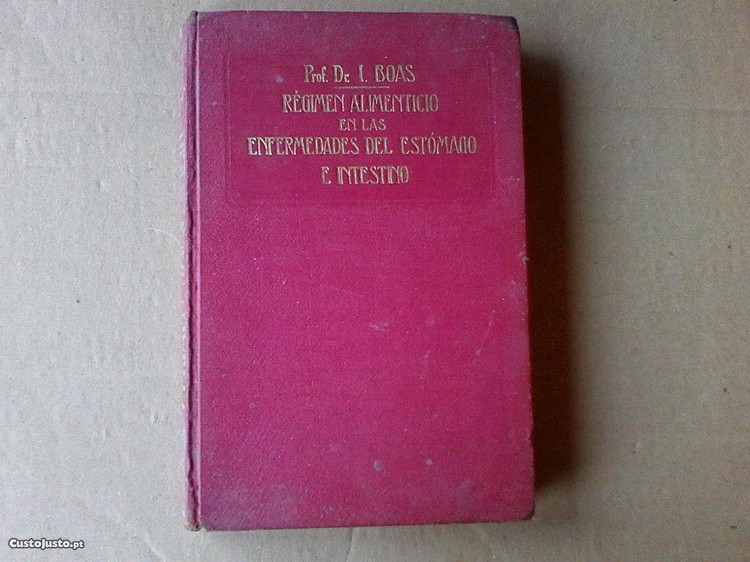 Prof. Dr. I. BOAS
RÉGIMEN ALIMENTICIO
EN LAS
ENFERMEDADES DEL ESTÓMAGO
E INTESTINO
CustoJusto.pt